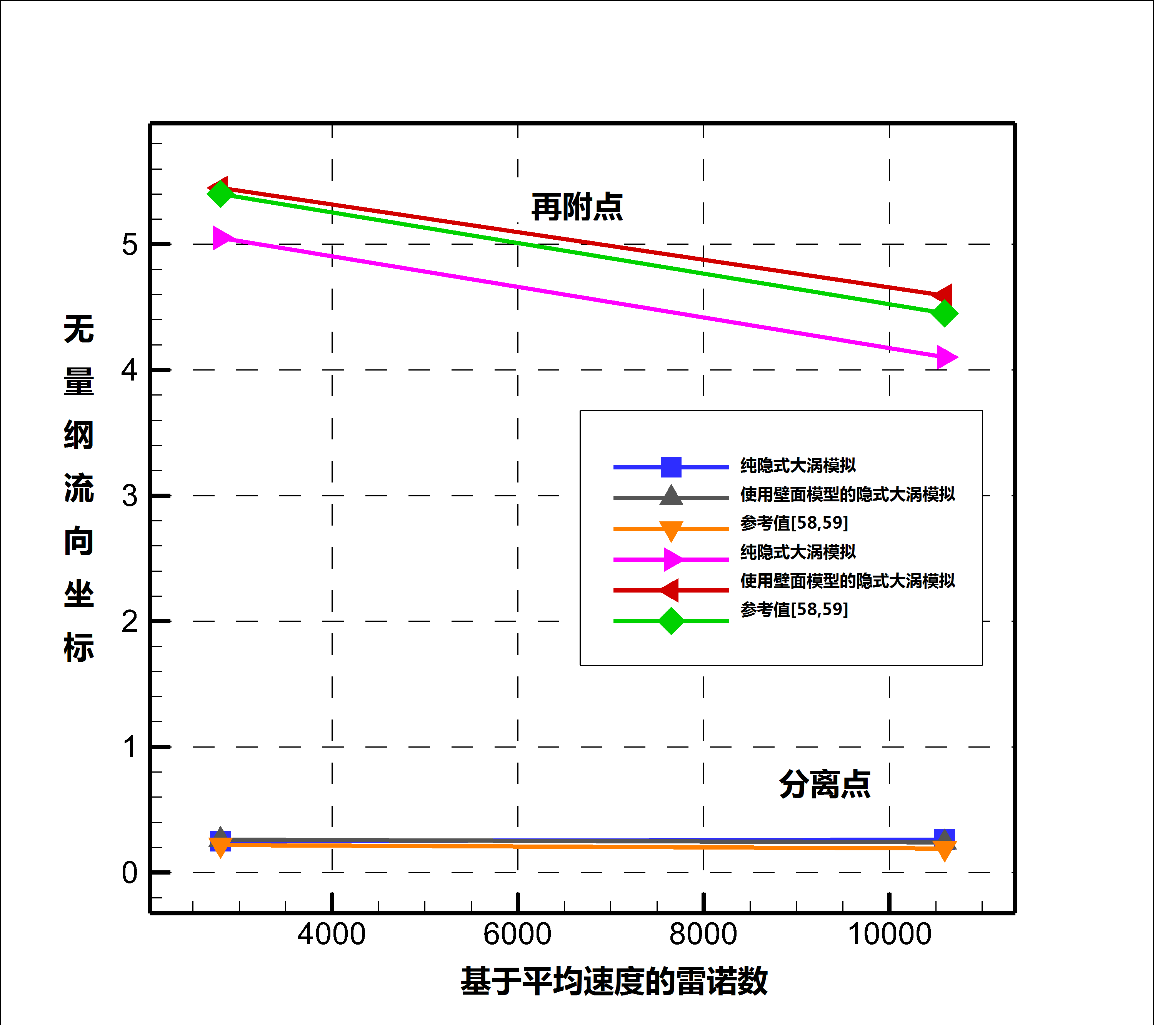 再附点
5
4
3
2
1
0
无量纲流向坐标
纯隐式大涡模拟
使用壁面模型的隐式大涡模拟
参考值[58,59]
纯隐式大涡模拟
使用壁面模型的隐式大涡模拟
参考值[58,59]
分离点
4000 6000 8000 10000
基于平均速度的雷诺数